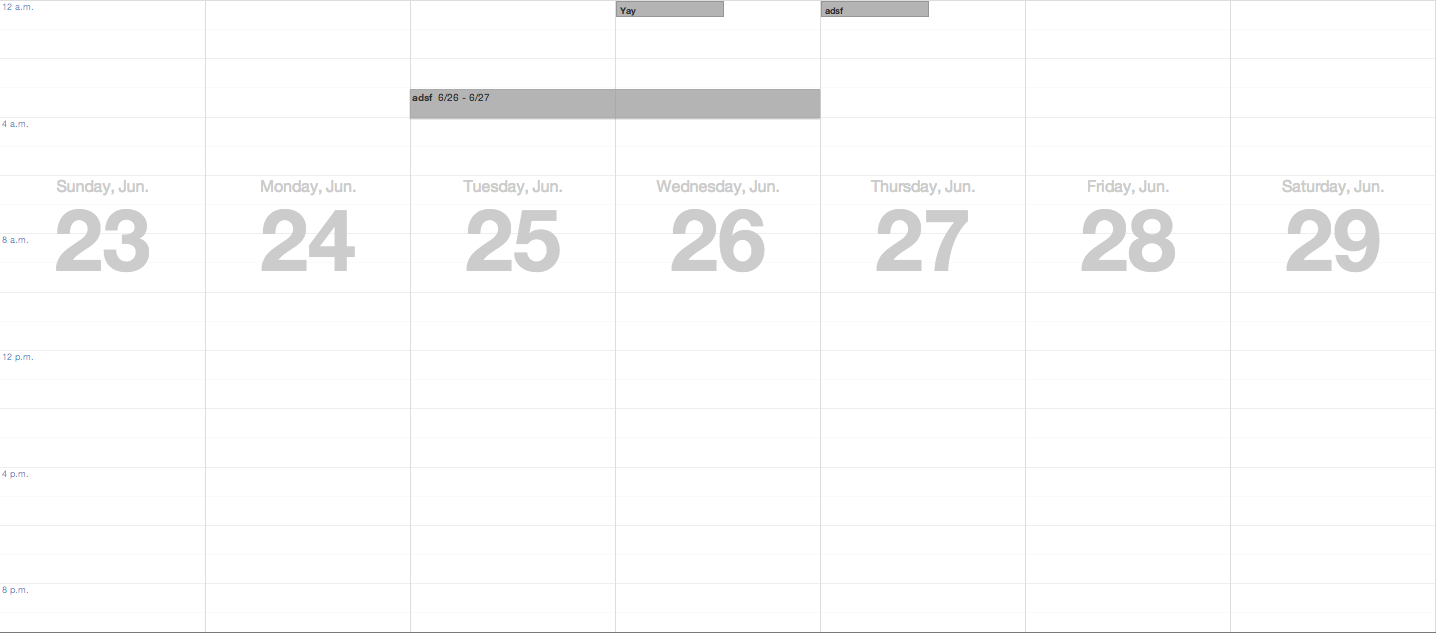 12 a.m.
Yay
adsf
adsf 6/26 - 6/27
4 a.m.
Sunday, Jun. Monday, Jun. Tuesday, Jun. Wednesday, Jun. Thursday, Jun. Friday, Jun. Saturday, Jun.
23 24 25 26 27 28 29
8 a.m.
12 p.m.
4 p.m.
8 p.m.